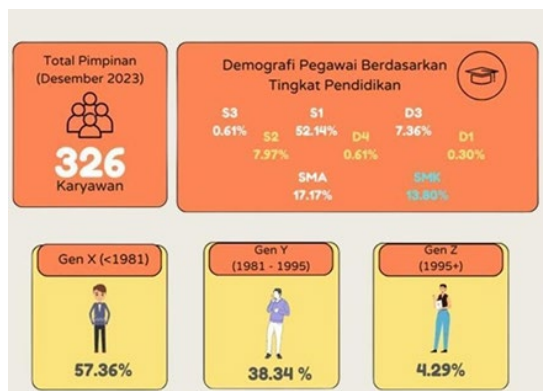 Total Pimpinan
(Desember 2023)
326
Karyawan
Demografi Pegawai Berdasarkan
Tingkat Pendidikan
S3
0.61%
S2
7.97%
S1
52.14%
D4
0.61%
D3
7.36%
D1
0.30%
SMA
17.17%
SMK
13.80%
Gen X (<1981)
57.36%
Gen Y
(1981 - 1995)
38.34 %
Gen Z
(1995+)
4.29%